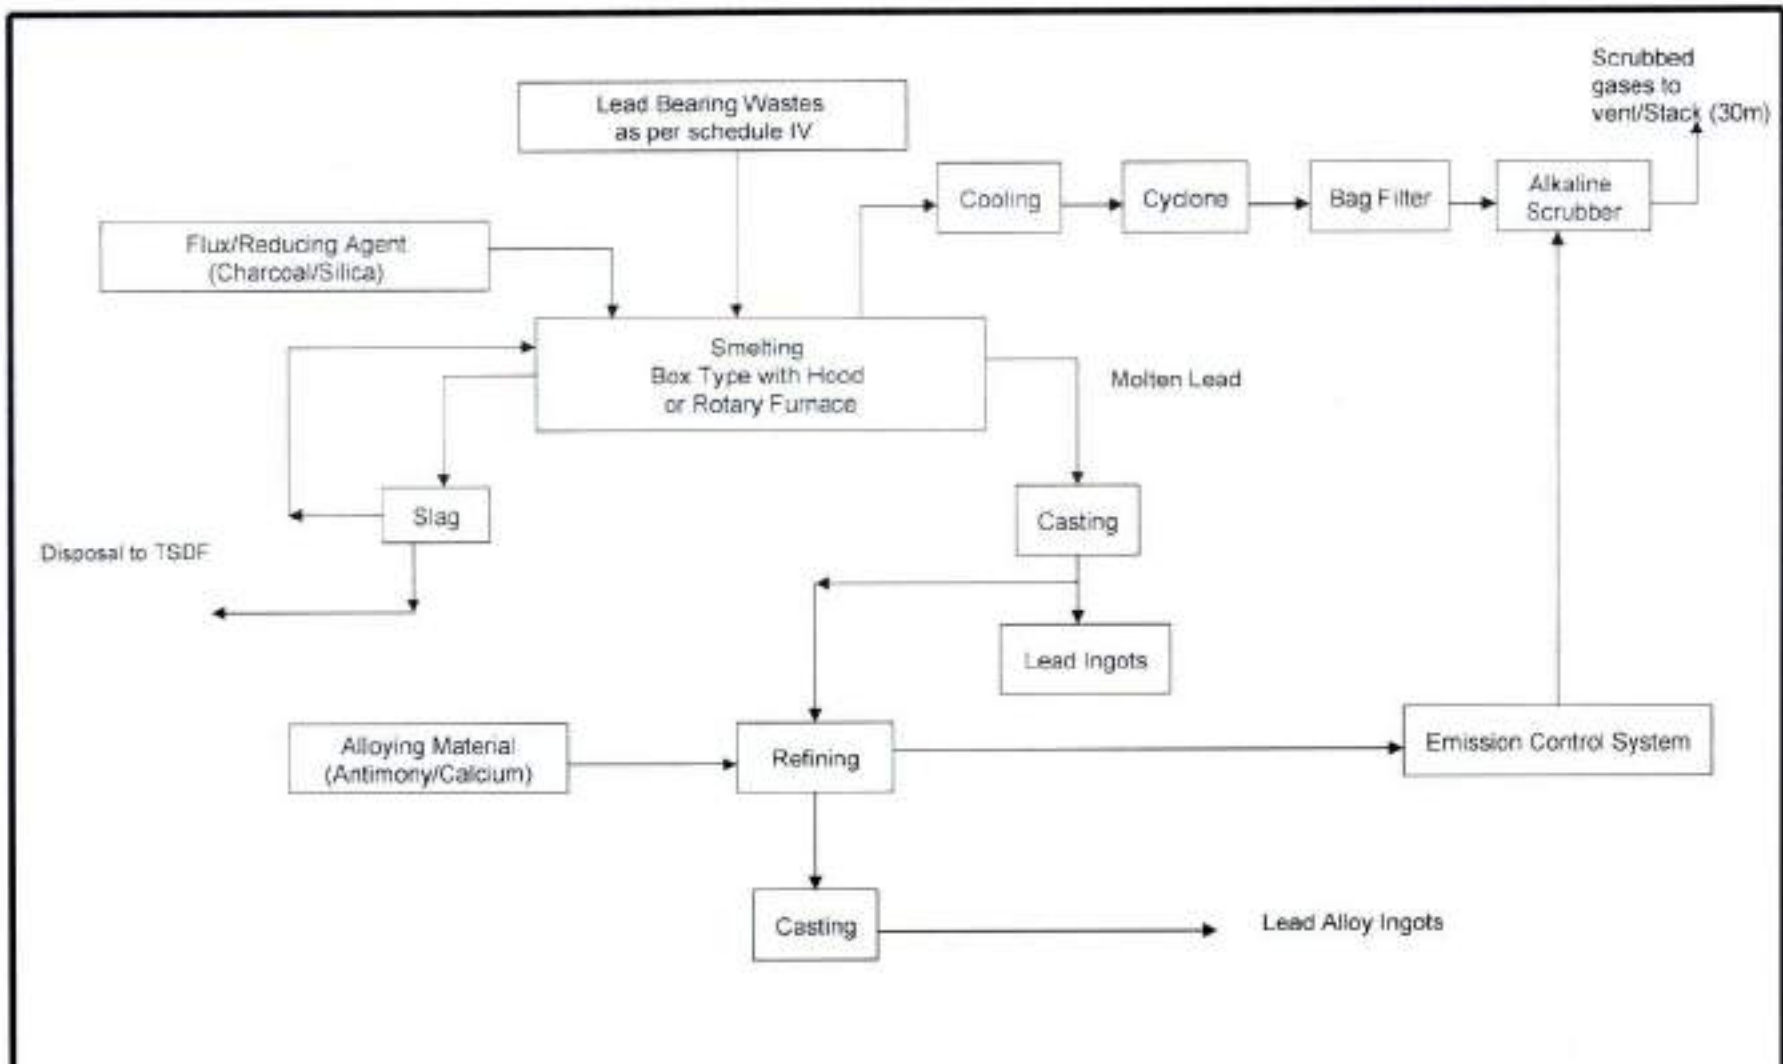 Scrubbed
gases to
vent/Stack (30m)
Lead Bearing Wastes
as per schedule IV
Cooling
Cyclone
Bag Filter
Alkaline
Scrubber
Flux/Reducing Agent
(Charcoal/Silica)
Smelting
Box Type with Hood
or Rotary Furnace
Molten Lead
Slag
Casting
Disposal to TSDF
Lead Ingots
Alloying Material
(Antimony/Calcium)
Refining
Emission Control System
Casting
Lead Alloy Ingots